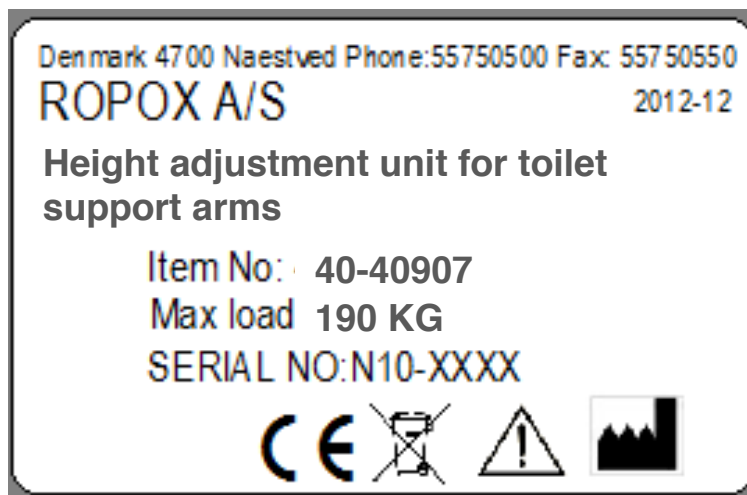 Denmark 4700 Naestved Phone:55750500 Fax: 55750550
ROPOX A/S 2012-12
Height adjustment unit for toilet
support arms
Item No: 40-40907
Max load 190 KG
SERIAL NO:N10-XXXX
CE